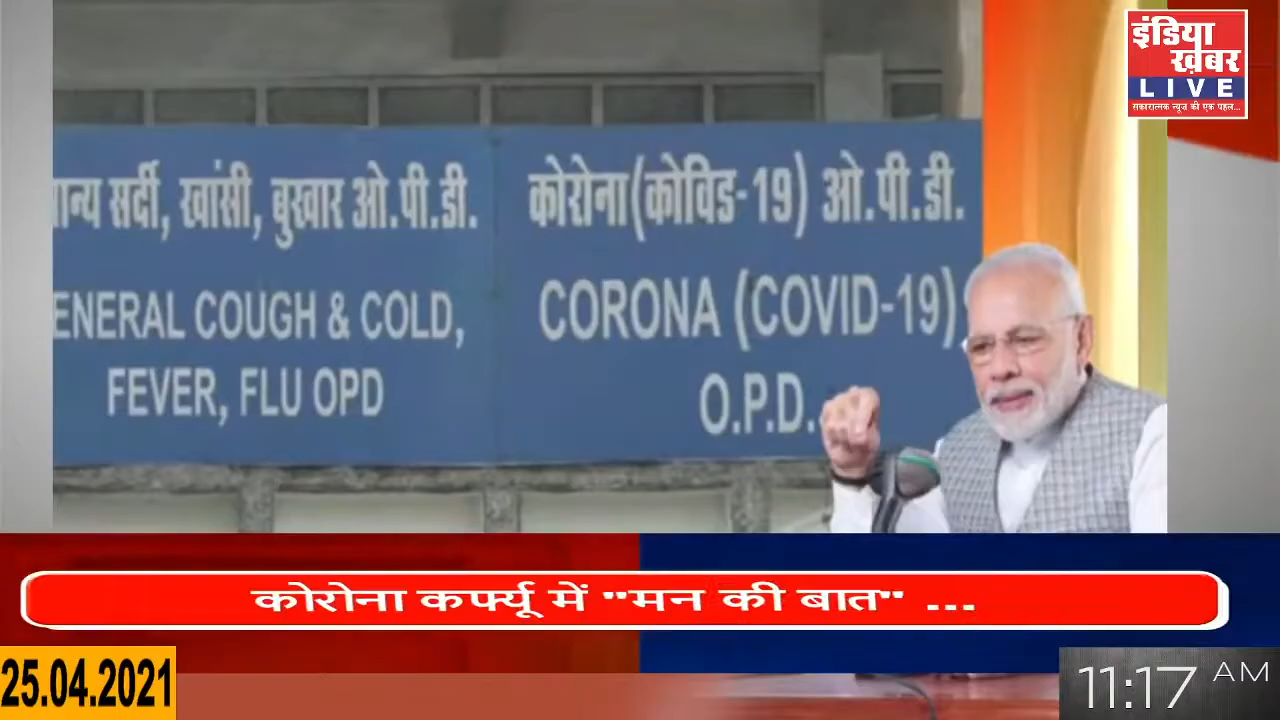 इंडिया
ख़बर
LIVE
सकारात्मक न्यूज़ की एक पहल...
सर्दी, खांसी, बुखार ओ.पी.डी.
ENERAL COUGH & COLD,
FEVER, FLU OPD
कोरोना(कोविड-19) ओ.पी.डी.
CORONA (COVID-19)
O.P.D.
कोरोना कर्फ्यू में "मन की बात" ...
25.04.2021
11:17 AM